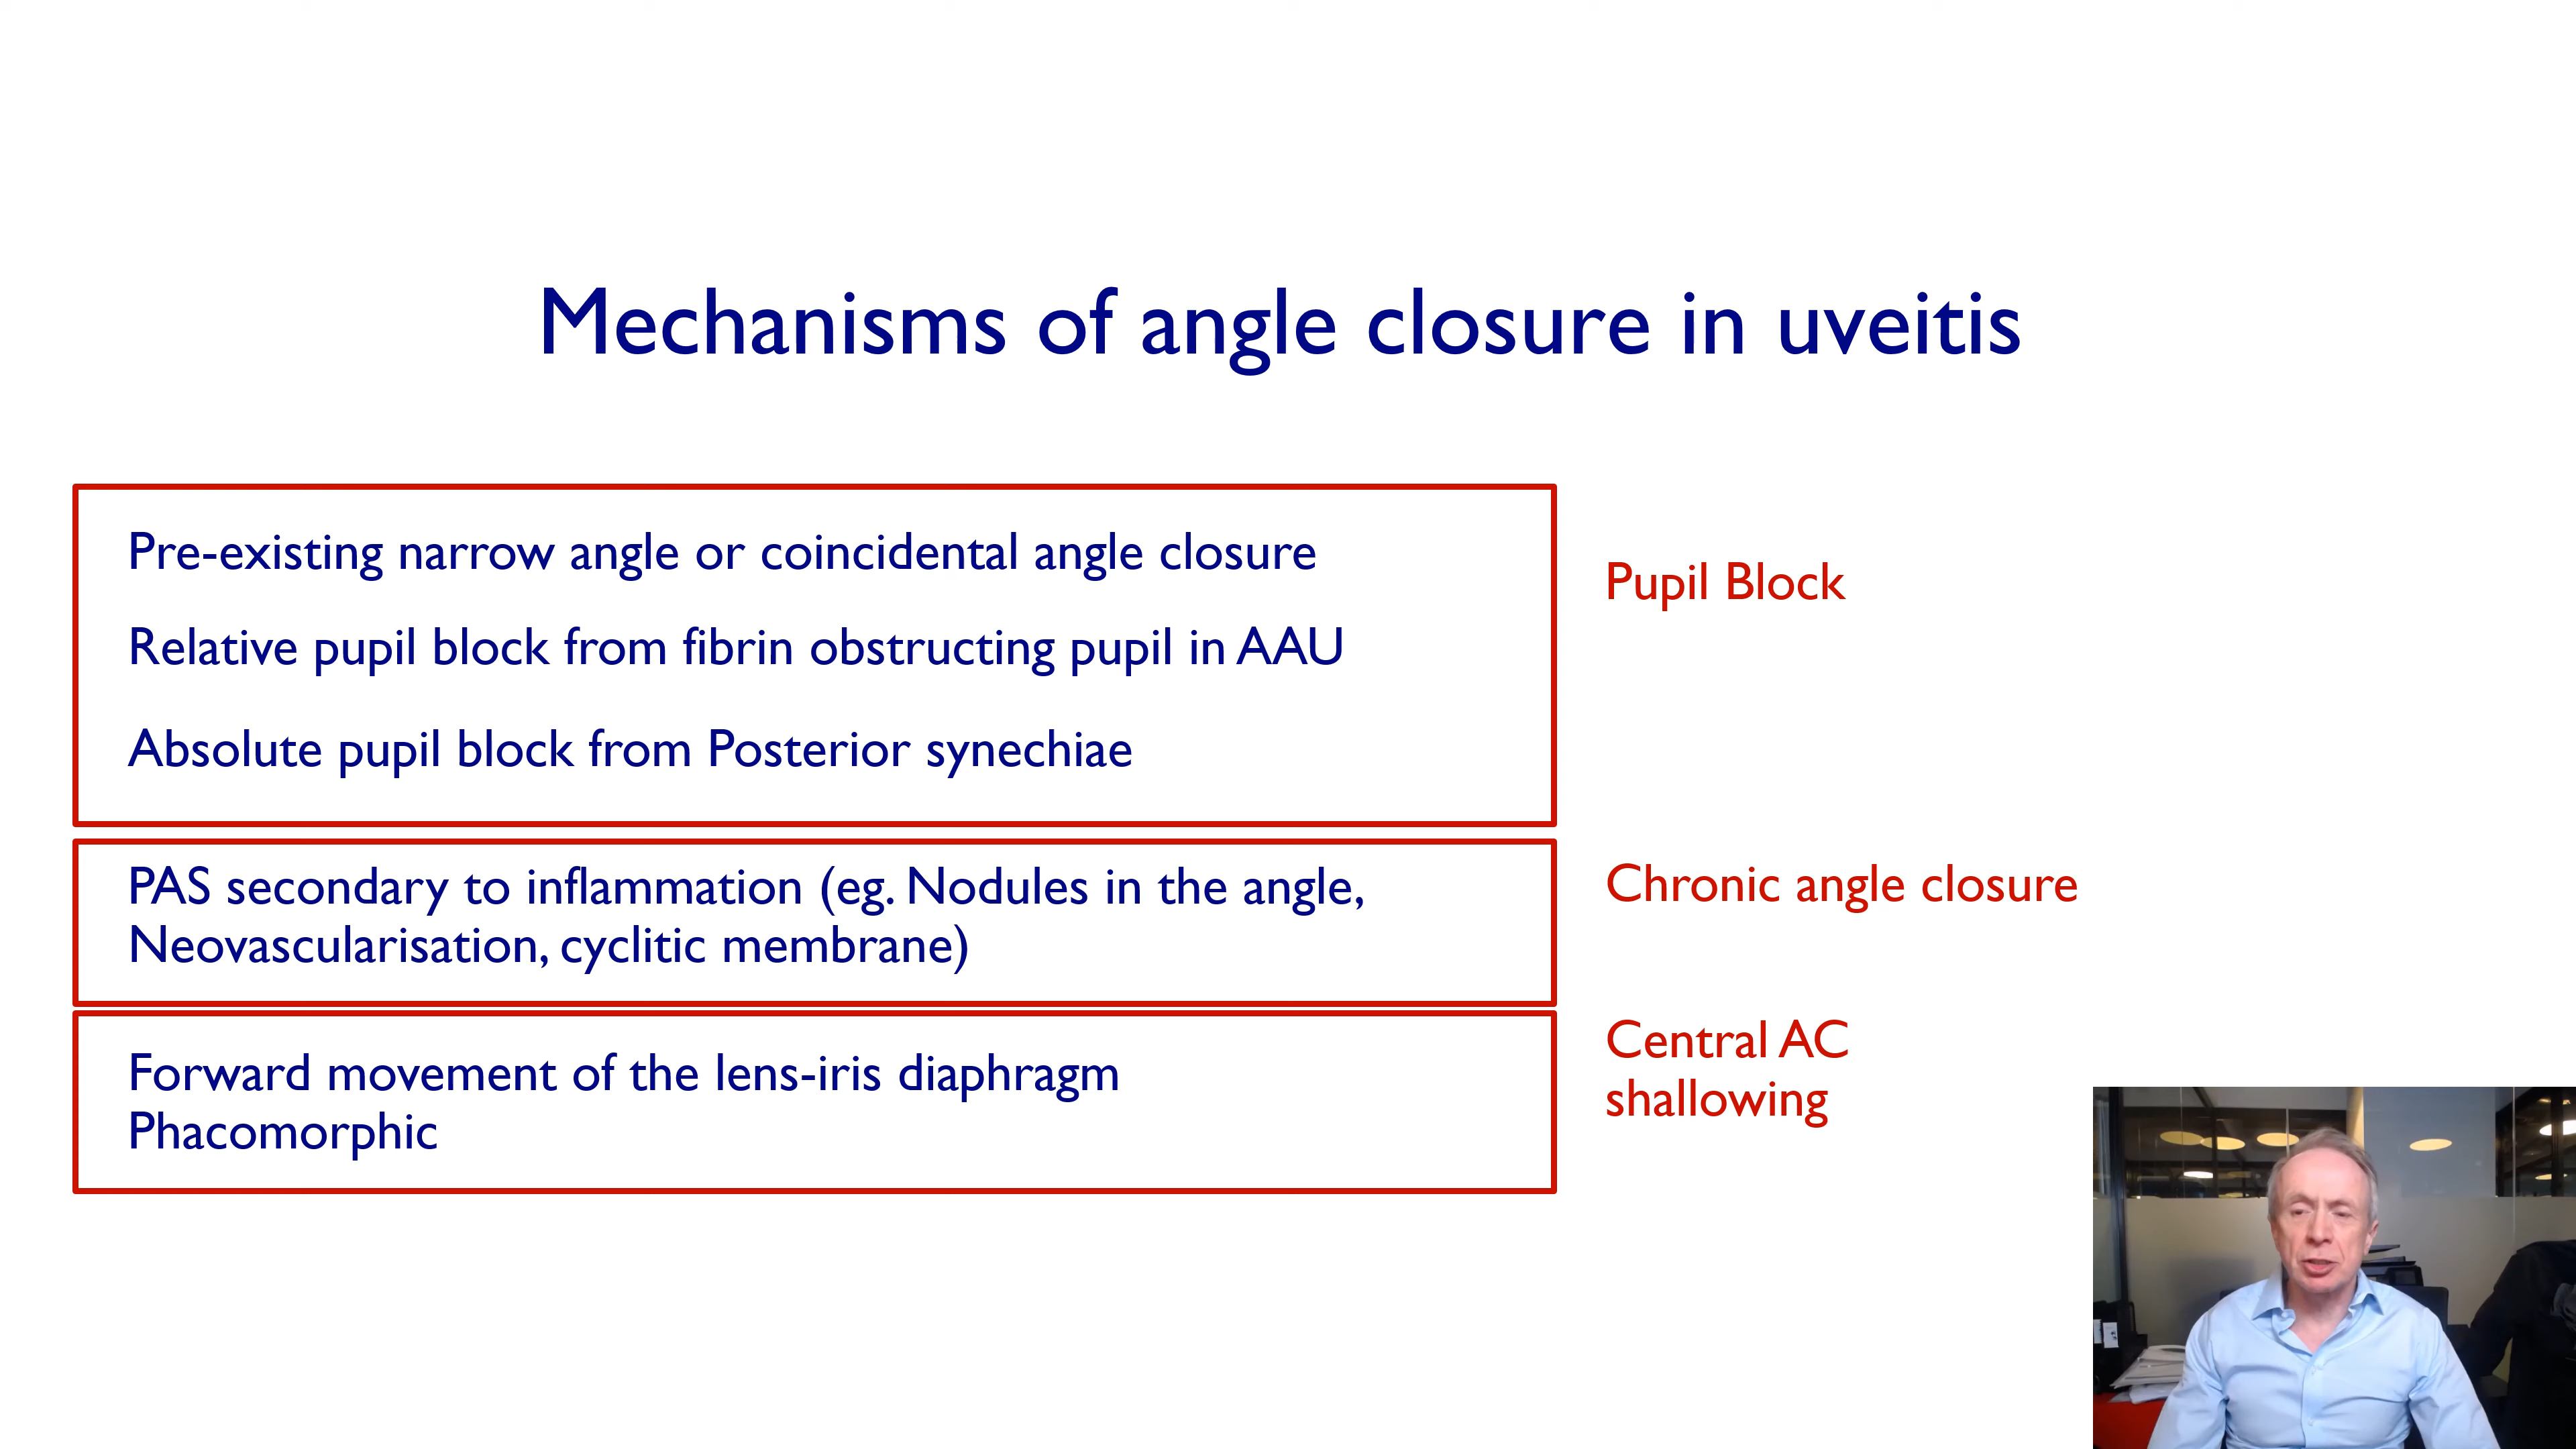 Mechanisms of angle closure in uveitis
Pre-existing narrow angle or coincidental angle closure
Relative pupil block from fibrin obstructing pupil in AAU
Absolute pupil block from Posterior synechiae
Pupil Block
PAS secondary to inflammation (eg. Nodules in the angle,
Neovascularisation, cyclitic membrane)
Chronic angle closure
Forward movement of the lens-iris diaphragm
Phacomorphic
Central AC
shallowing